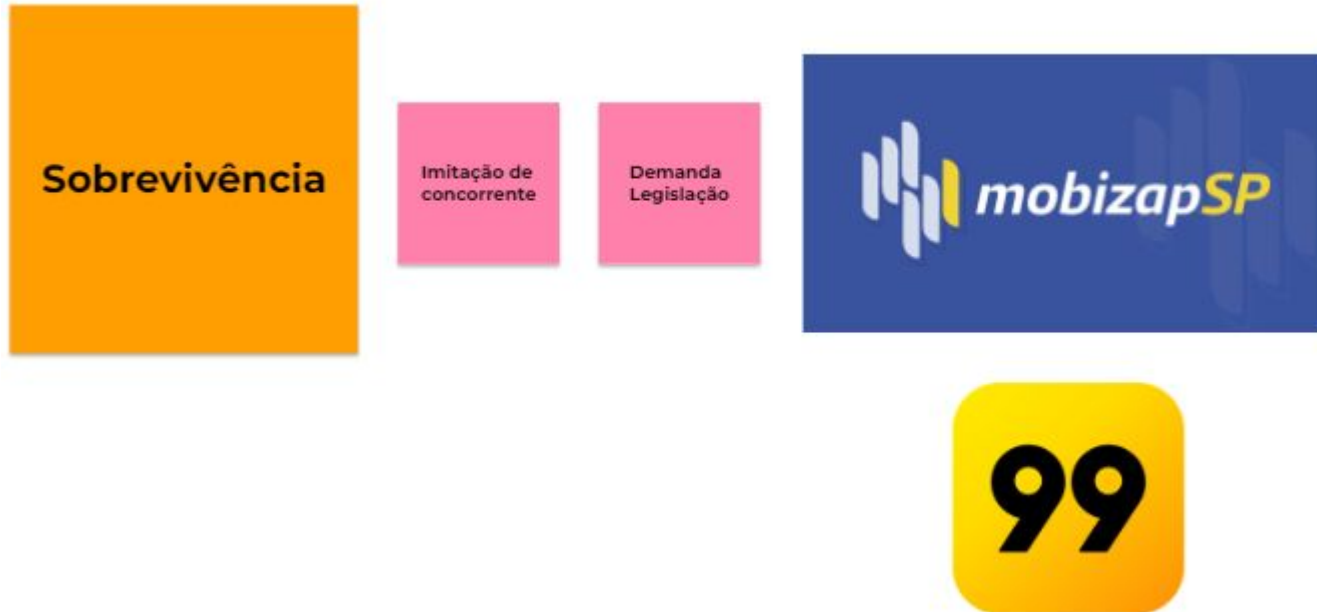 Sobrevivência
Imitação de
concorrente
Demanda
Legislação
mobizapSP
99